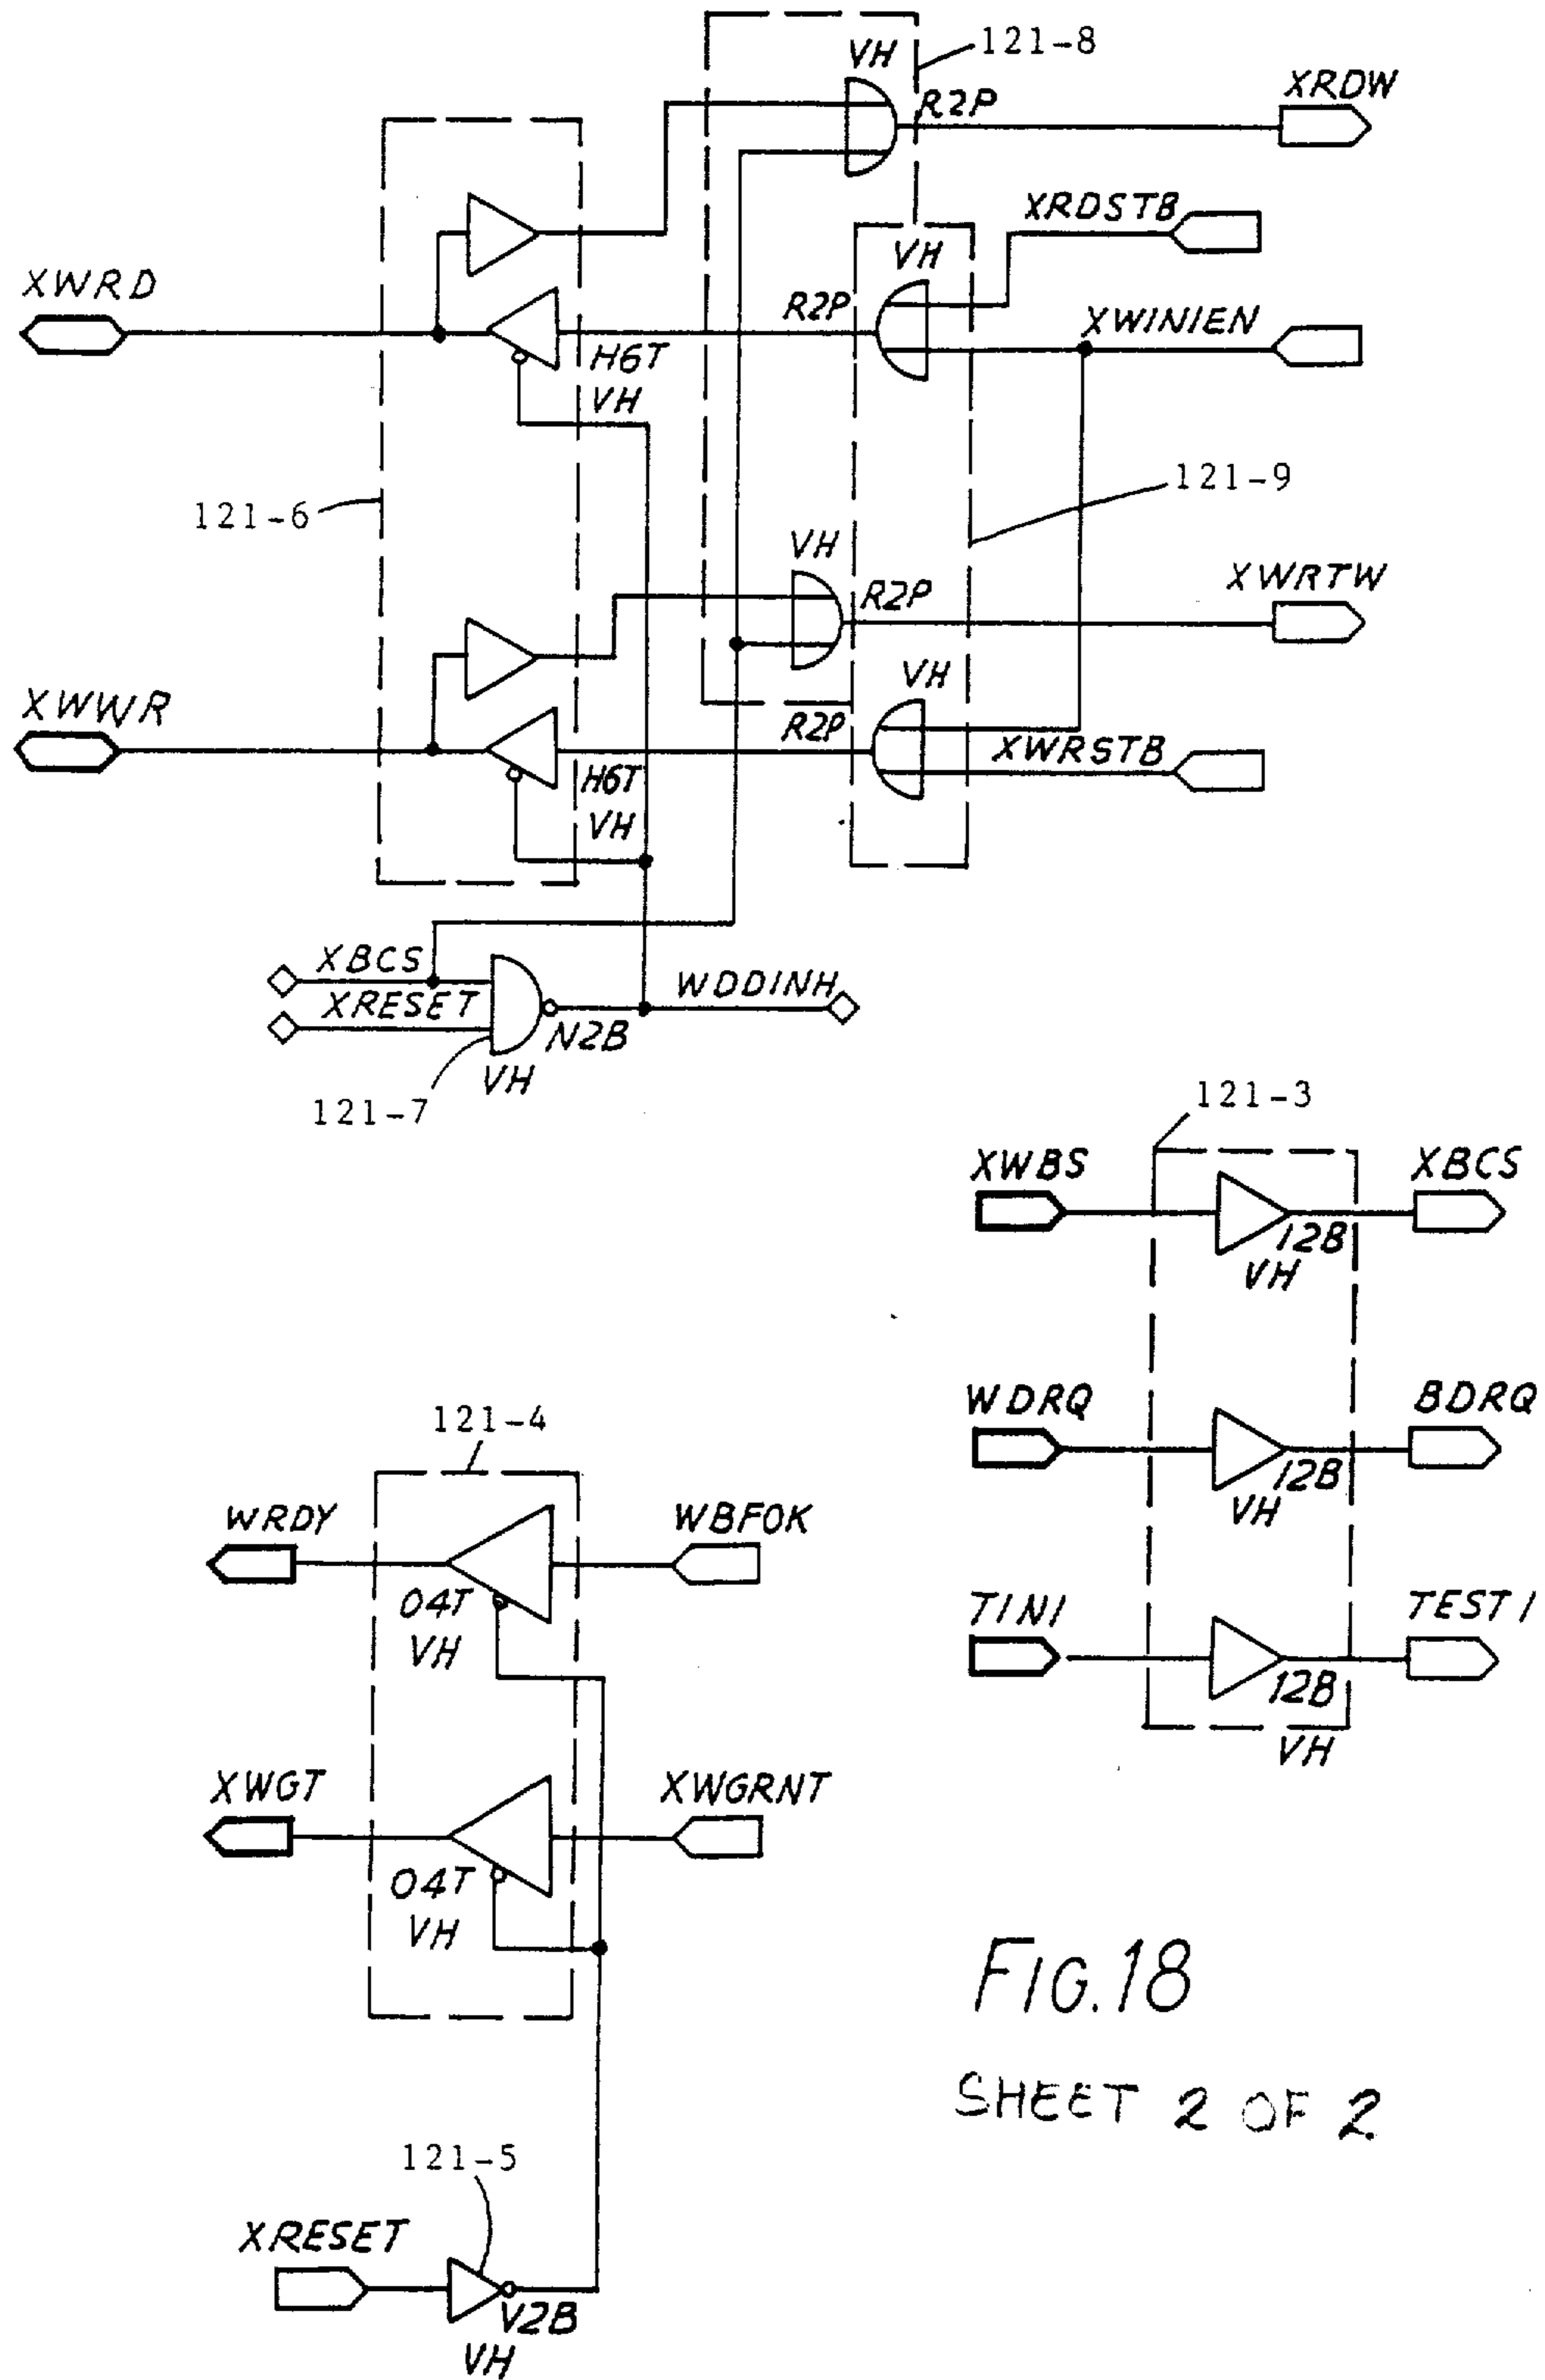 121-8
VH
R2P
XRDW
XRDSTB
VH
XWRD
R2P
XWINIEN
H6T
VH
121-6
121-9
VH
R2P
XWRTW
VH
XWWR
R2P
XWRSTB
H6T
VH
XBCS
XRESET
WDDINH
N2B
VH
121-7
121-3
XWBS
XBCS
12B
VH
WDRQ
BDRQ
12B
VH
121-4
WRDY
WBFOK
04T
VH
TIN1
TEST1
12B
VH
XWGT
XWGRNT
04T
VH
FIG.18
SHEET 2 OF 2
121-5
XRESET
V2B
VH